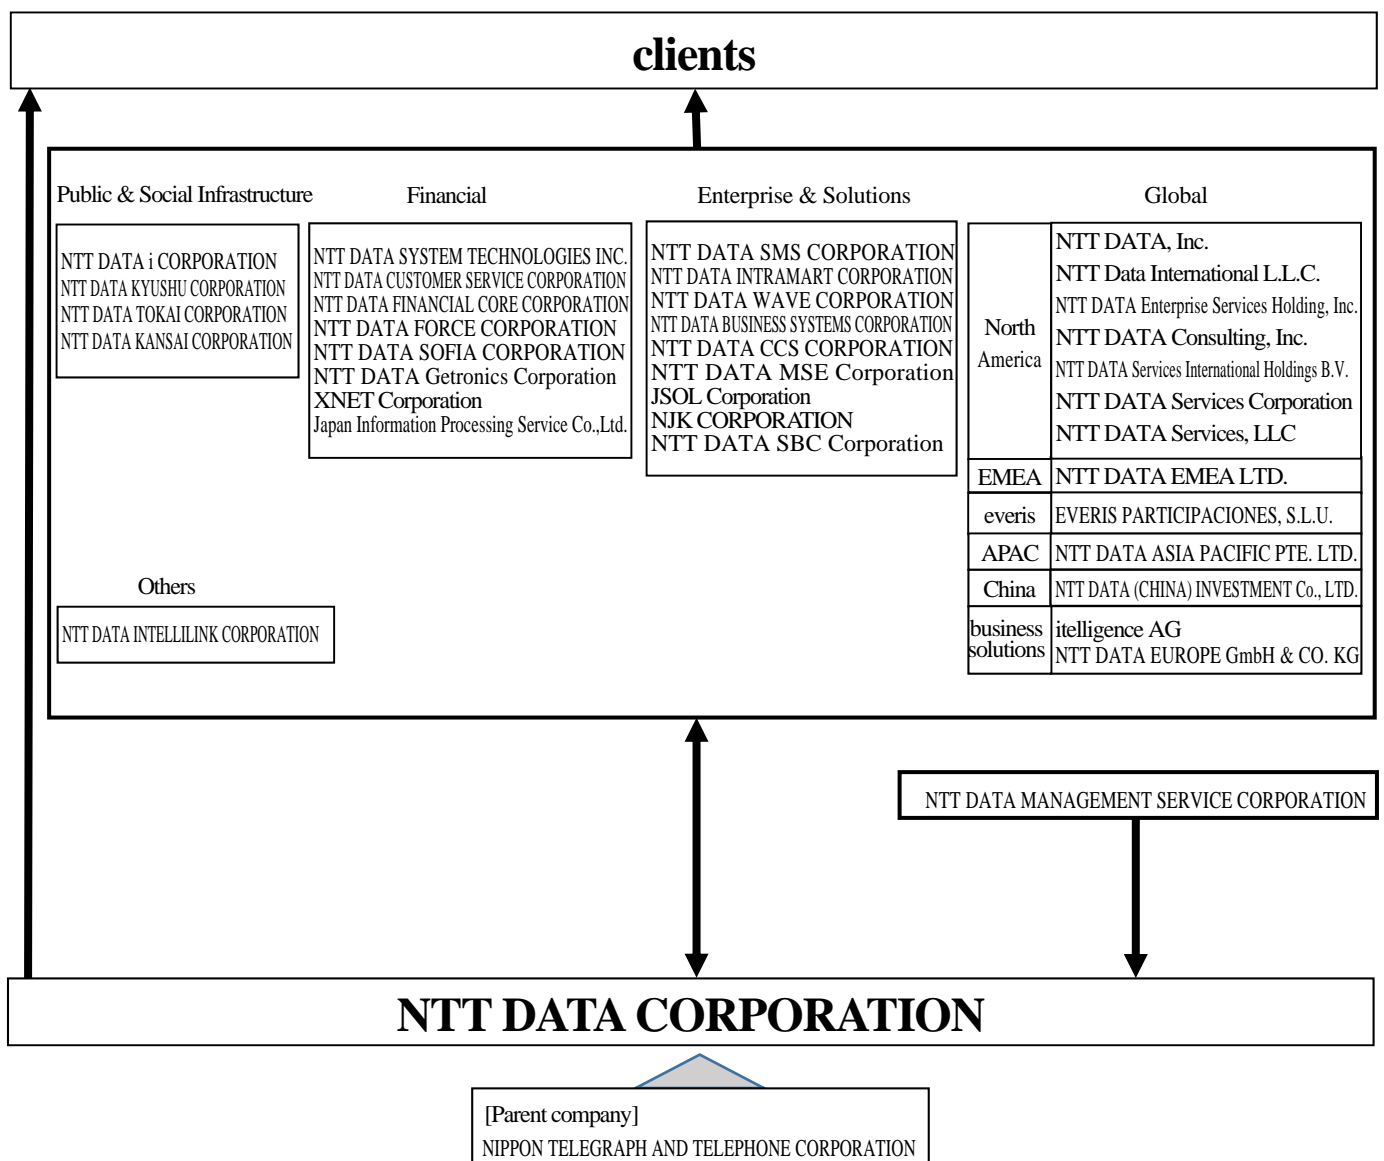 clients
Public & Social Infrastructure
NTT DATA i CORPORATION
NTT DATA KYUSHU CORPORATION
NTT DATA TOKAI CORPORATION
NTT DATA KANSAI CORPORATION
Financial
NTT DATA SYSTEM TECHNOLOGIES INC.
NTT DATA CUSTOMER SERVICE CORPORATION
NTT DATA FINANCIAL CORE CORPORATION
NTT DATA FORCE CORPORATION
NTT DATA SOFIA CORPORATION
NTT DATA Getronics Corporation
XNET Corporation
Japan Information Processing Service Co.,Ltd.
Enterprise & Solutions
NTT DATA SMS CORPORATION
NTT DATA INTRAMART CORPORATION
NTT DATA WAVE CORPORATION
NTT DATA BUSINESS SYSTEMS CORPORATION
NTT DATA CCS CORPORATION
NTT DATA MSE Corporation
JSOL Corporation
NJK CORPORATION
NTT DATA SBC Corporation
Global
North
America
NTT DATA, Inc.
NTT Data International L.L.C.
NTT DATA Enterprise Services Holding, Inc.
NTT DATA Consulting, Inc.
NTT DATA Services International Holdings B.V.
NTT DATA Services Corporation
NTT DATA Services, LLC
EMEA
NTT DATA EMEA LTD.
everis
EVERIS PARTICIPACIONES, S.L.U.
APAC
NTT DATA ASIA PACIFIC PTE. LTD.
China
NTT DATA (CHINA) INVESTMENT Co., LTD.
business
solutions
itelligence AG
NTT DATA EUROPE GmbH & CO. KG
Others
NTT DATA INTELLILINK CORPORATION
NTT DATA MANAGEMENT SERVICE CORPORATION
NTT DATA CORPORATION
[Parent company]
NIPPON TELEGRAPH AND TELEPHONE CORPORATION